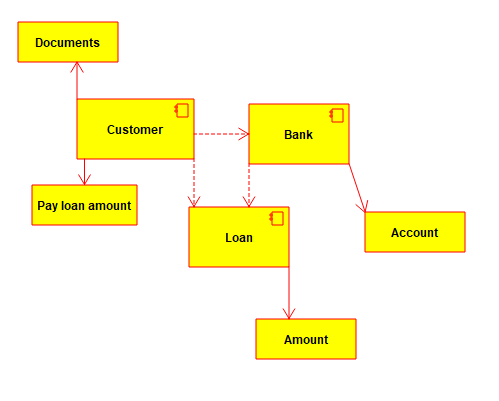 Documents
Customer
Bank
Pay loan amount
Loan
Account
Amount